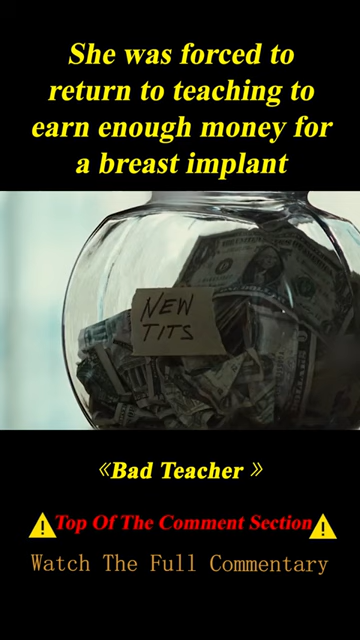 She was forced to
return to teaching to
earn enough money for
a breast implant
NEW
TITS
《Bad Teacher》
Top Of The Comment Section
Watch The Full Commentary